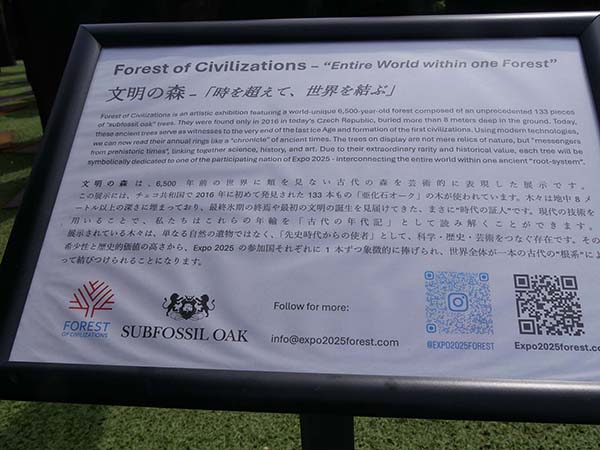 Forest of Civilizations – "Entire World within one Forest"
文明の森 –「時を超えて、世界を結ぶ」
Forest of Civilizations is an artistic exhibition featuring a world-unique 6,500-year-old forest composed of an unprecedented 133 pieces
of "subfossil oak" trees. They were found only in 2016 in today's Czech Republic, buried more than 8 meters deep in the ground. Today,
these ancient trees serve as witnesses to the very end of the last Ice Age and formation of the first civilizations. Using modern technologies,
we can now read their annual rings like a "chronicle" of ancient times. The trees on display are not mere relics of nature, but "messengers
from prehistoric times", linking together science, history, and art. Due to their extraordinary rarity and historical value, each tree will be
symbolically dedicated to one of the participating nation of Expo 2025 - interconnecting the entire world within one ancient "root-system".
文明の森は、6,500 年前の世界に類を見ない古代の森を芸術的に表現した展示です。
この展示には、チェコ共和国で 2016 年に初めて発見された 133 本もの「亜化石オーク」の木が使われています。木々は地中 8 メ
ートル以上の深さに埋まっており、最終氷期の終焉や最初の文明の誕生を見届けてきた、まさに"時代の証人"です。現代の技術を
用いることで、私たちはこれらの年輪を「古代の年代記」として読み解くことができます。
展示されている木々は、単なる自然の遺物ではなく、「先史時代からの使者」として、科学・歴史・芸術をつなぐ存在です。その
希少性と歴史的価値の高さから、Expo 2025 の参加国それぞれに 1 本ずつ象徴的に捧げられ、世界全体が一本の古代の"根系"によ
って結びつけられることになります。
FOREST
OF CIVILIZATIONS
SUBFOSSIL OAK
Follow for more:
info@expo2025forest.com
@EXPO2025FOREST
Expo2025forest.co